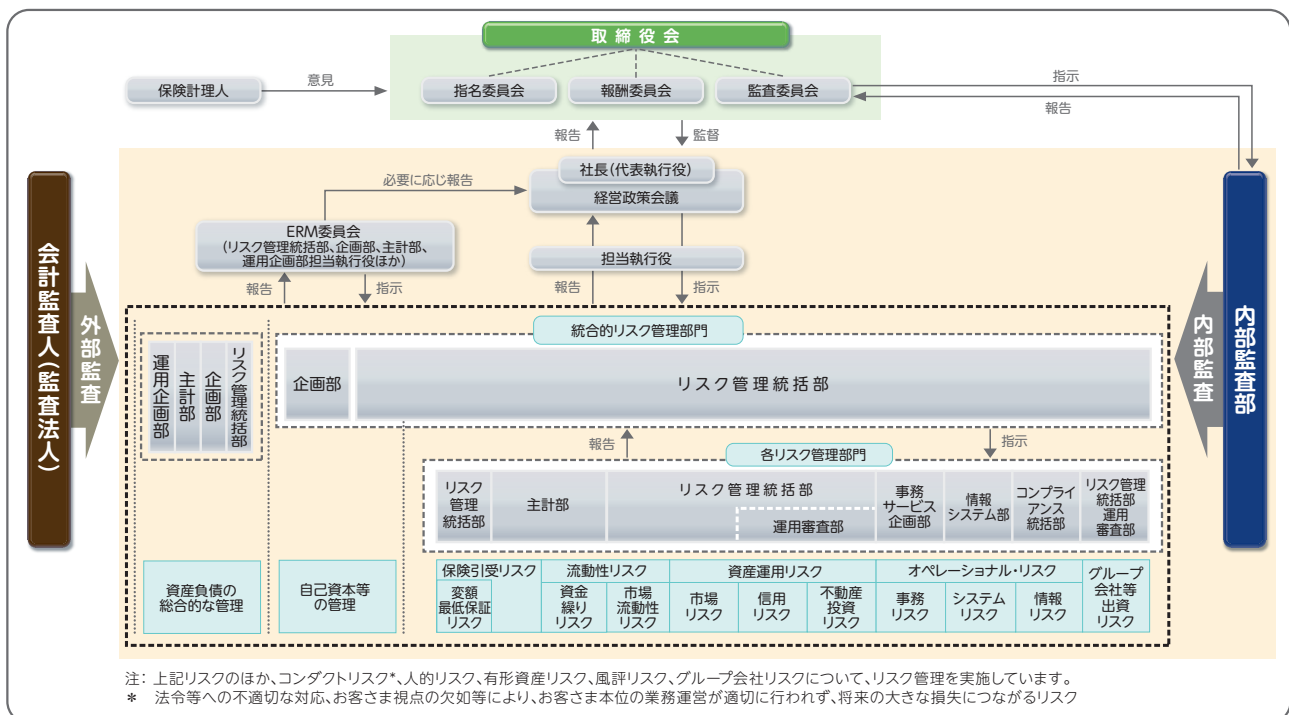 取締役会
保険計理人
意見
指名委員会
報酬委員会
監査委員会
指示
報告
報告
監督
社長(代表執行役)
経営政策会議
必要に応じ報告
ERM委員会
(リスク管理統括部、企画部、主計部、
運用企画部担当執行役ほか)
担当執行役
報告
指示
報告
指示
会計監査人(監査法人)
外部監査
内部監査
内部監査部
統合的リスク管理部門
運用企画部
主計部
企画部
リスク管理統括部
企画部
リスク管理統括部
報告
指示
各リスク管理部門
リスク
管理
統括部
主計部
リスク管理統括部
運用審査部
事務
サービス
企画部
情報
システム部
コンプライ
アンス
統括部
リスク管理
統括部
運用
審査部
資産負債の
総合的な管理
自己資本等
の管理
保険引受リスク
変額
最低保証
リスク
流動性リスク
資金
繰り
リスク
市場
流動性
リスク
資産運用リスク
市場
リスク
信用
リスク
不動産
投資
リスク
オペレーショナル・リスク
事務
リスク
システム
リスク
情報
リスク
グループ
会社等
出資
リスク
注: 上記リスクのほか、コンダクトリスク*、人的リスク、有形資産リスク、風評リスク、グループ会社リスクについて、リスク管理を実施しています。
* 法令等への不適切な対応、お客さま視点の欠如等により、お客さま本位の業務運営が適切に行われず、将来の大きな損失につながるリスク